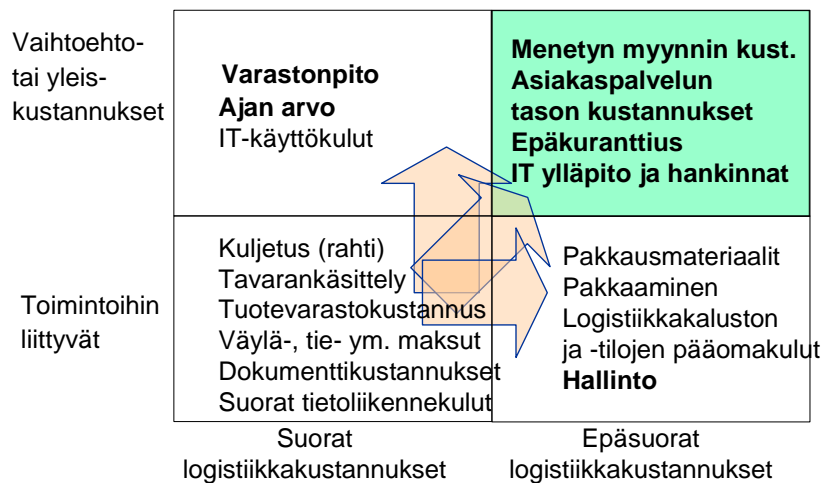 Vaihtoehto-
tai yleis-
kustannukset
Varastonpito
Ajan arvo
IT-käyttökulut
Menetyn myynnin kust.
Asiakaspalvelun
tason kustannukset
Epäkuranttius
IT ylläpito ja hankinnat
Toimintoihin
liittyvät
Kuljetus (rahti)
Tavarankäsittely
Tuotevarastokustannus
Väylä-, tie- ym. maksut
Dokumenttikustannukset
Suorat tietoliikennekulut
Pakkausmateriaalit
Pakkaaminen
Logistiikkakaluston
ja -tilojen pääomakulut
Hallinto
Suorat
logistiikkakustannukset
Epäsuorat
logistiikkakustannukset